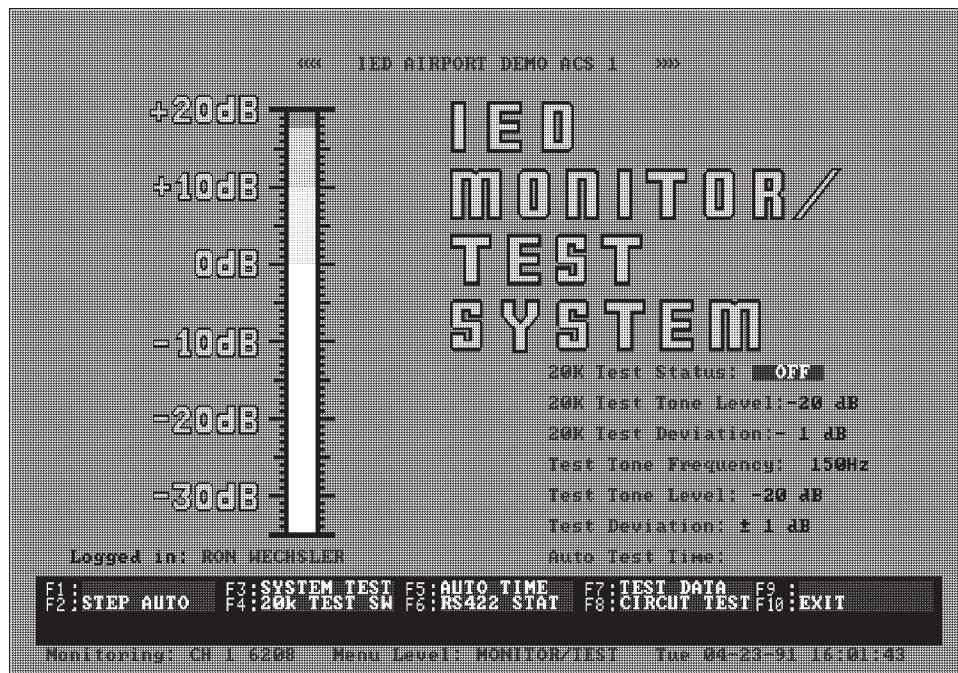 «««  IED AIRPORT DEMO ACS 1  »»»
+20dB
+10dB
0dB
-10dB
-20dB
-30dB
IED
MONITOR/
TEST
SYSTEM
20K Test Status: OFF
20K Test Tone Level:-20 dB
20K Test Deviation:- 1 dB
Test Tone Frequency: 150Hz
Test Tone Level: -20 dB
Test Deviation: ± 1 dB
Logged in: RON WECHSLER Auto Test Time:
F1: F3:SYSTEM TEST F5:AUTO TIME F7:TEST DATA F9 :
F2:STEP AUTO F4:20k TEST SW F6:RS422 STAT F8:CIRCUT TEST F10:EXIT
Monitoring: CH 1 6208 Menu Level: MONITOR/TEST Tue 04-23-91 16:01:43